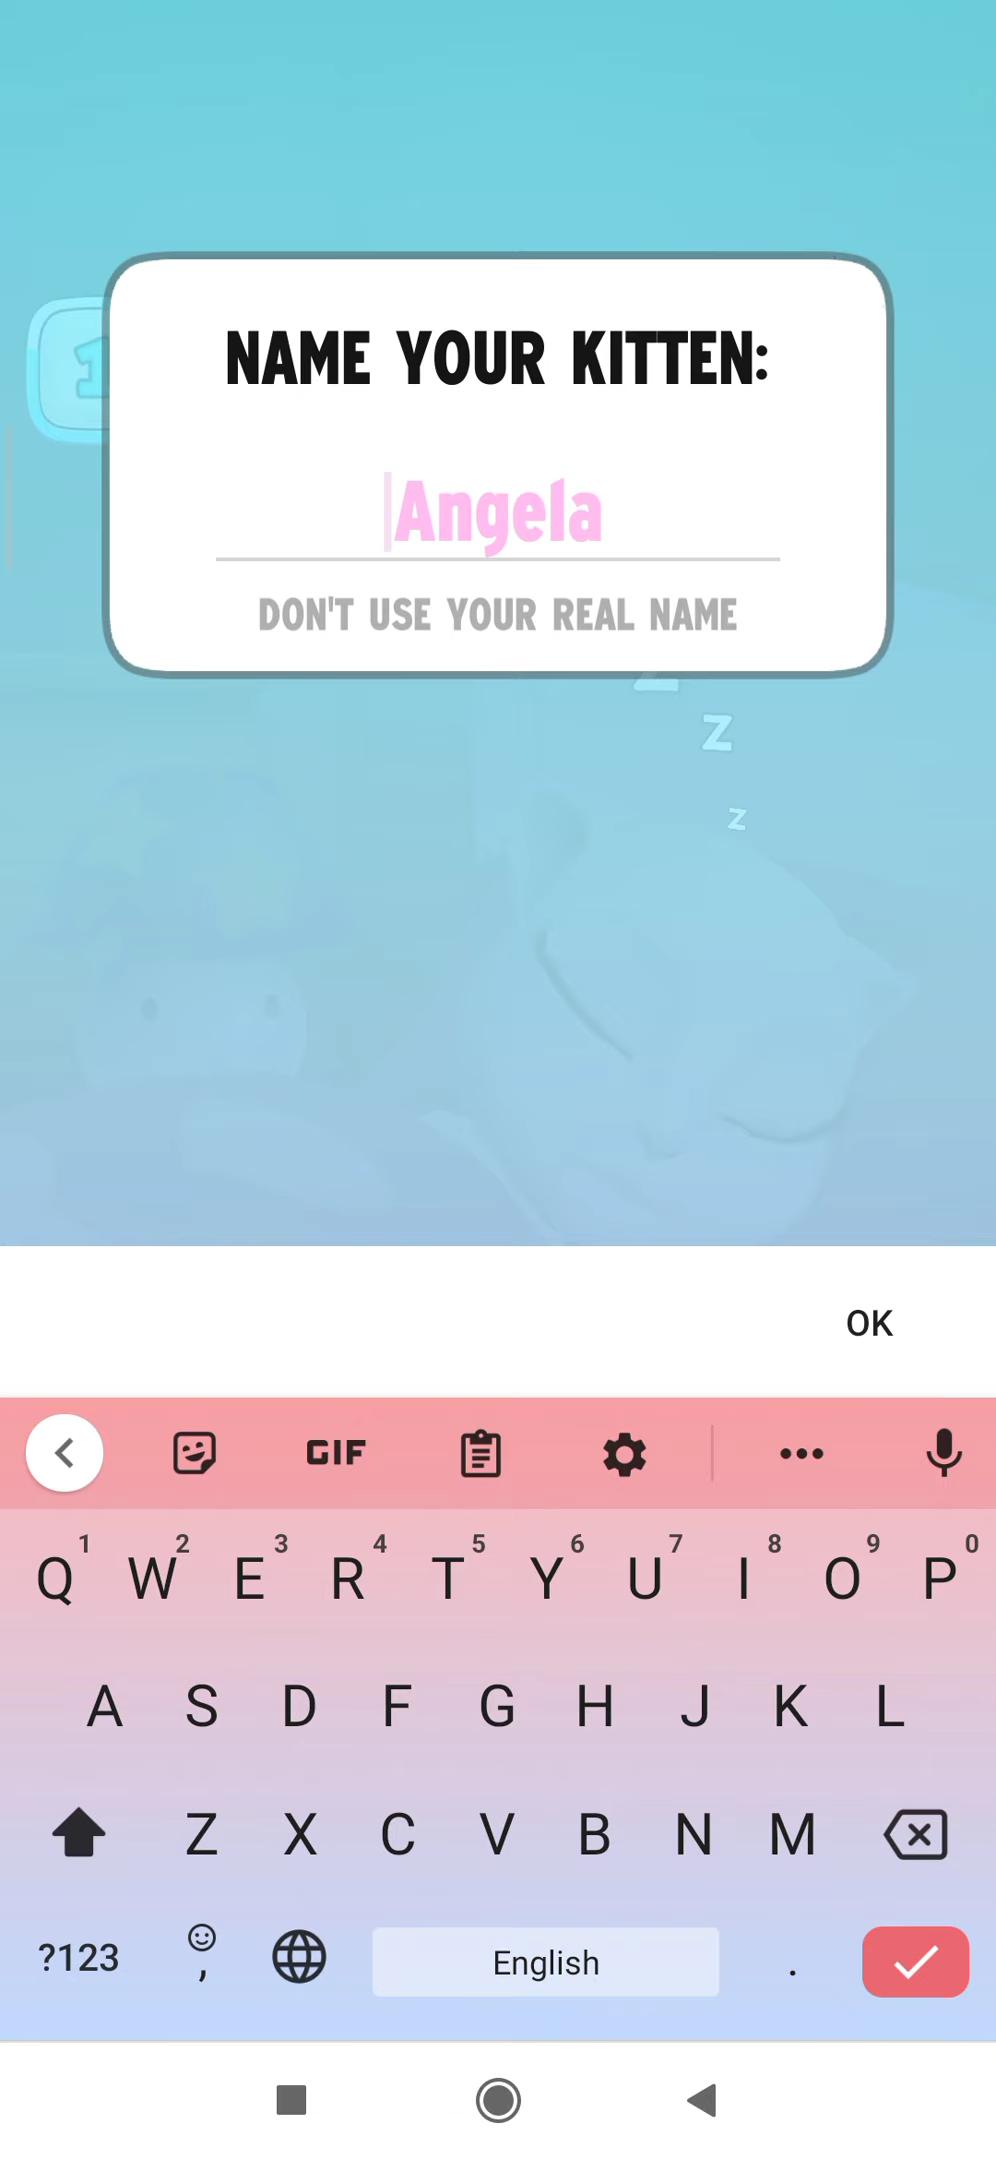 1
NAME YOUR KITTEN:
Angela
DON'T USE YOUR REAL NAME
Z
Z
Z
OK
GIF
1 2 3 4 5 6 7 8 9 0
Q W E R T Y U I O P
A S D F G H J K L
Z X C V B N M
?123 , English .